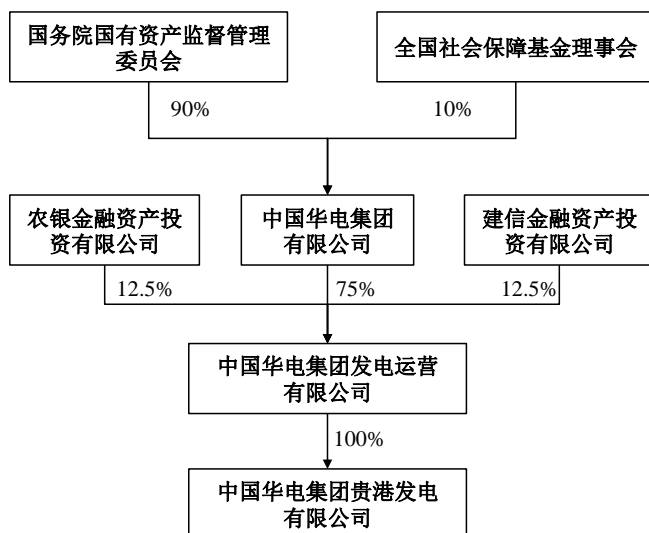 国务院国有资产监督管理
委员会
全国社会保障基金理事会
90%
10%
农银金融资产投
资有限公司
中国华电集团
有限公司
建信金融资产投
资有限公司
12.5%
75%
12.5%
中国华电集团发电运营
有限公司
100%
中国华电集团贵港发电
有限公司